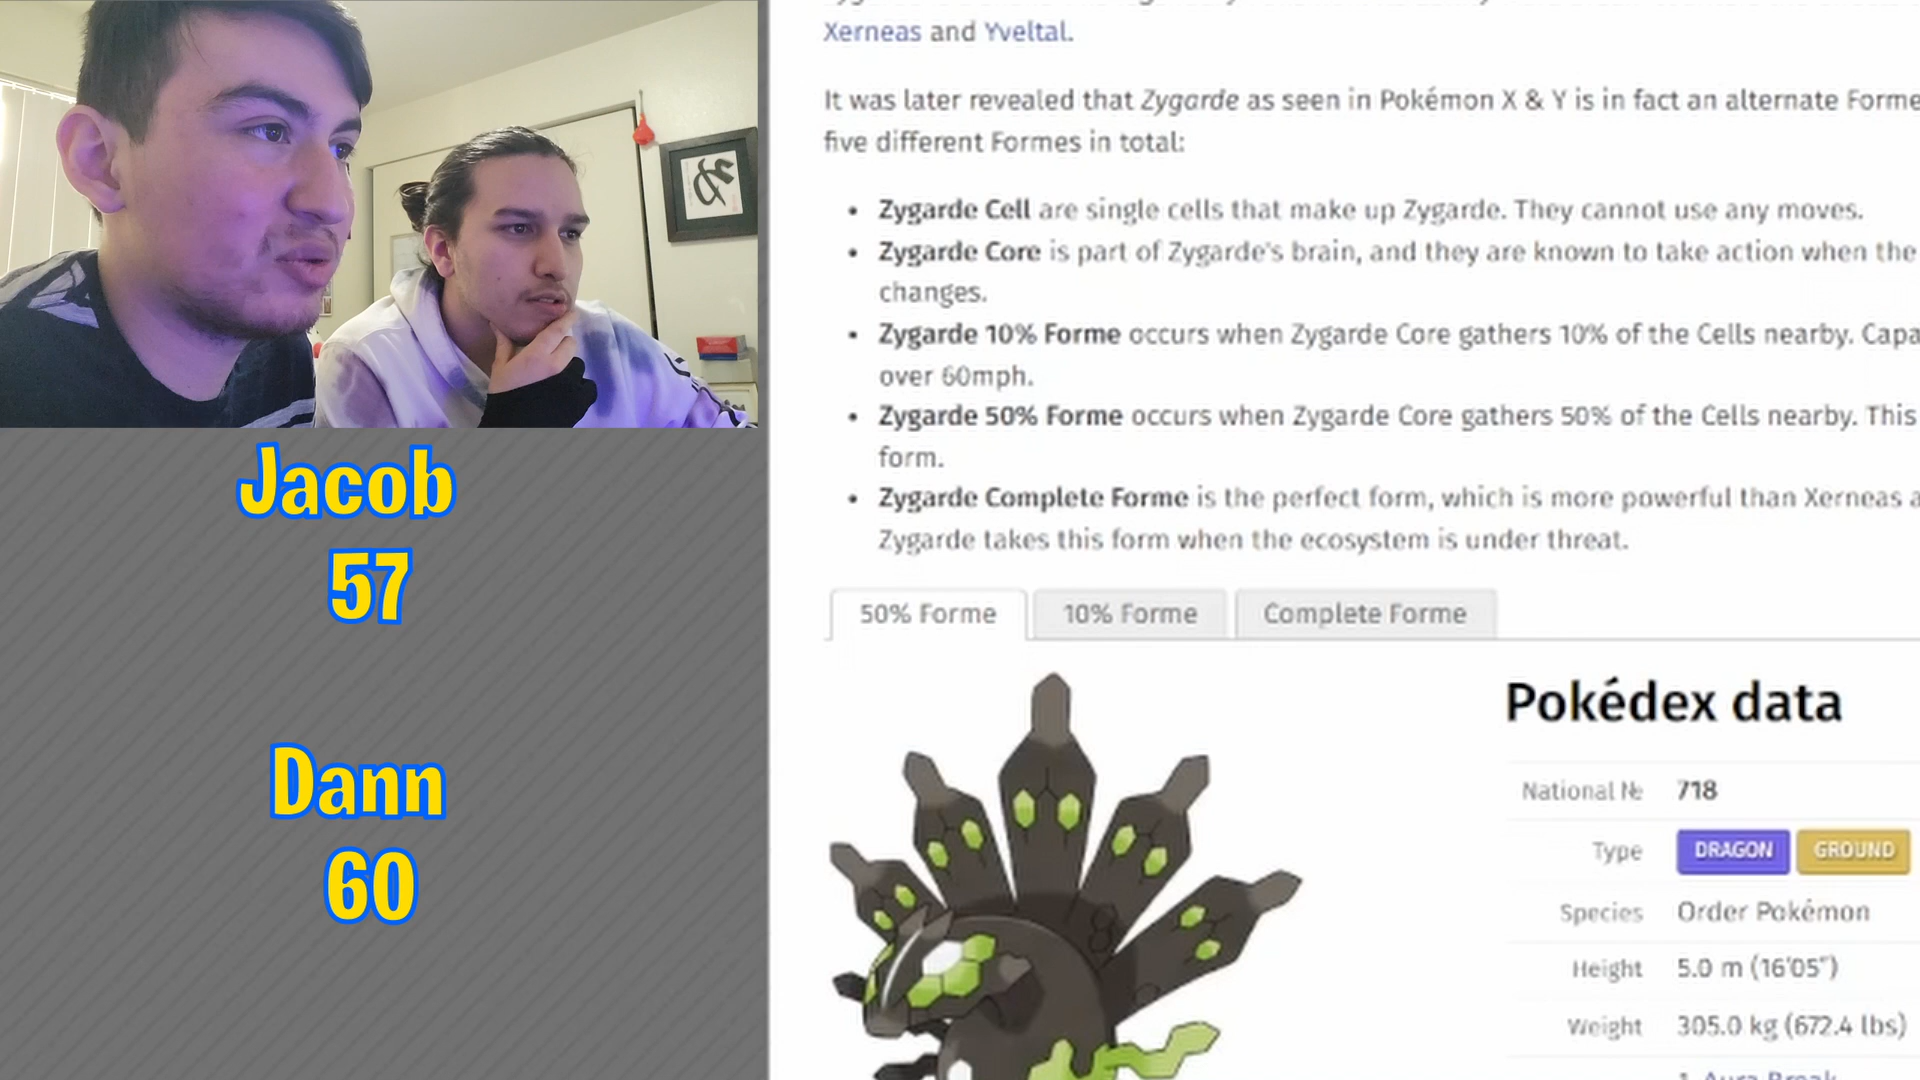 Xerneas and Yveltal.
It was later revealed that Zygarde as seen in Pokémon X & Y is in fact an alternate Forme
five different Formes in total:
• Zygarde Cell are single cells that make up Zygarde. They cannot use any moves.
• Zygarde Core is part of Zygarde's brain, and they are known to take action when the
changes.
• Zygarde 10% Forme occurs when Zygarde Core gathers 10% of the Cells nearby. Capa
over 60mph.
• Zygarde 50% Forme occurs when Zygarde Core gathers 50% of the Cells nearby. This
form.
• Zygarde Complete Forme is the perfect form, which is more powerful than Xerneas a
Zygarde takes this form when the ecosystem is under threat.
50% Forme 10% Forme Complete Forme
Pokédex data
National № 718
Type DRAGON GROUND
Species Order Pokémon
Height 5.0 m (16′05″)
Weight 305.0 kg (672.4 lbs)
1. Aura Break
Jacob
57
Dann
60